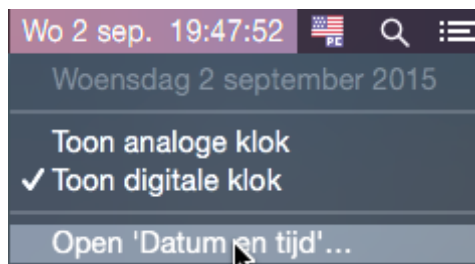 Wo 2 sep. 19:47:52 PC
Woensdag 2 september 2015
Toon analoge klok
✓ Toon digitale klok
Open 'Datum en tijd'...